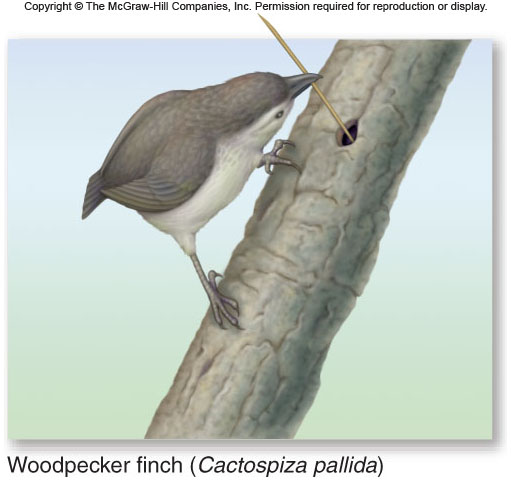 Copyright © The McGraw-Hill Companies, Inc. Permission required for reproduction or display.
Woodpecker finch (Cactospiza pallida)